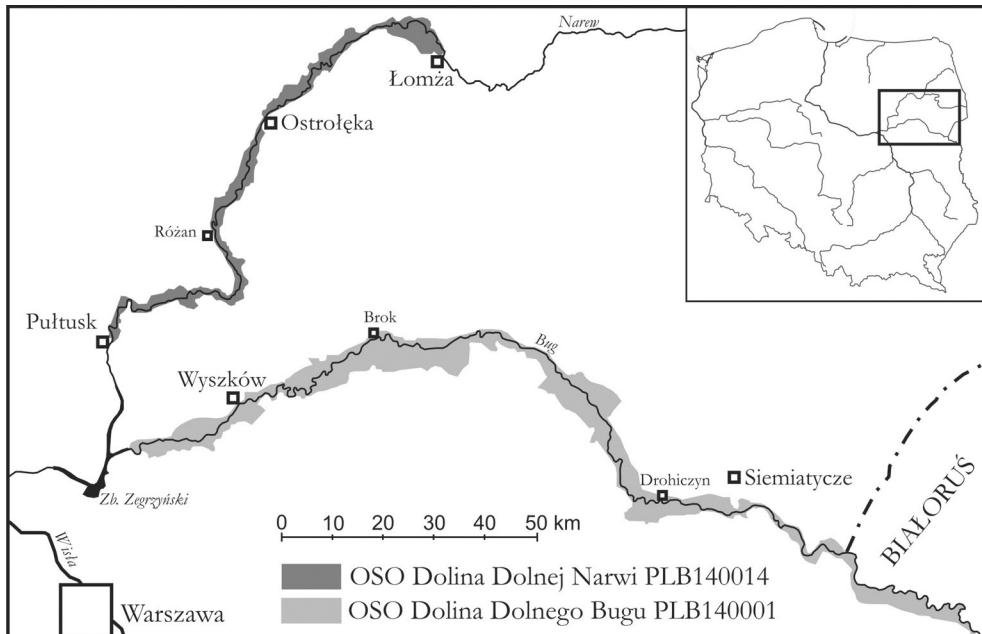 Narew
Łomża
Ostrołęka
Różan
Pułtusk
Brok
Bug
Wyszków
Drohiczyn
Siemiatycze
Zb. Zegrzyński
BIAŁORUŚ
0 10 20 30 40 50 km
Wisła
OSO Dolina Dolnej Narwi PLB140014
OSO Dolina Dolnego Bugu PLB140001
Warszawa